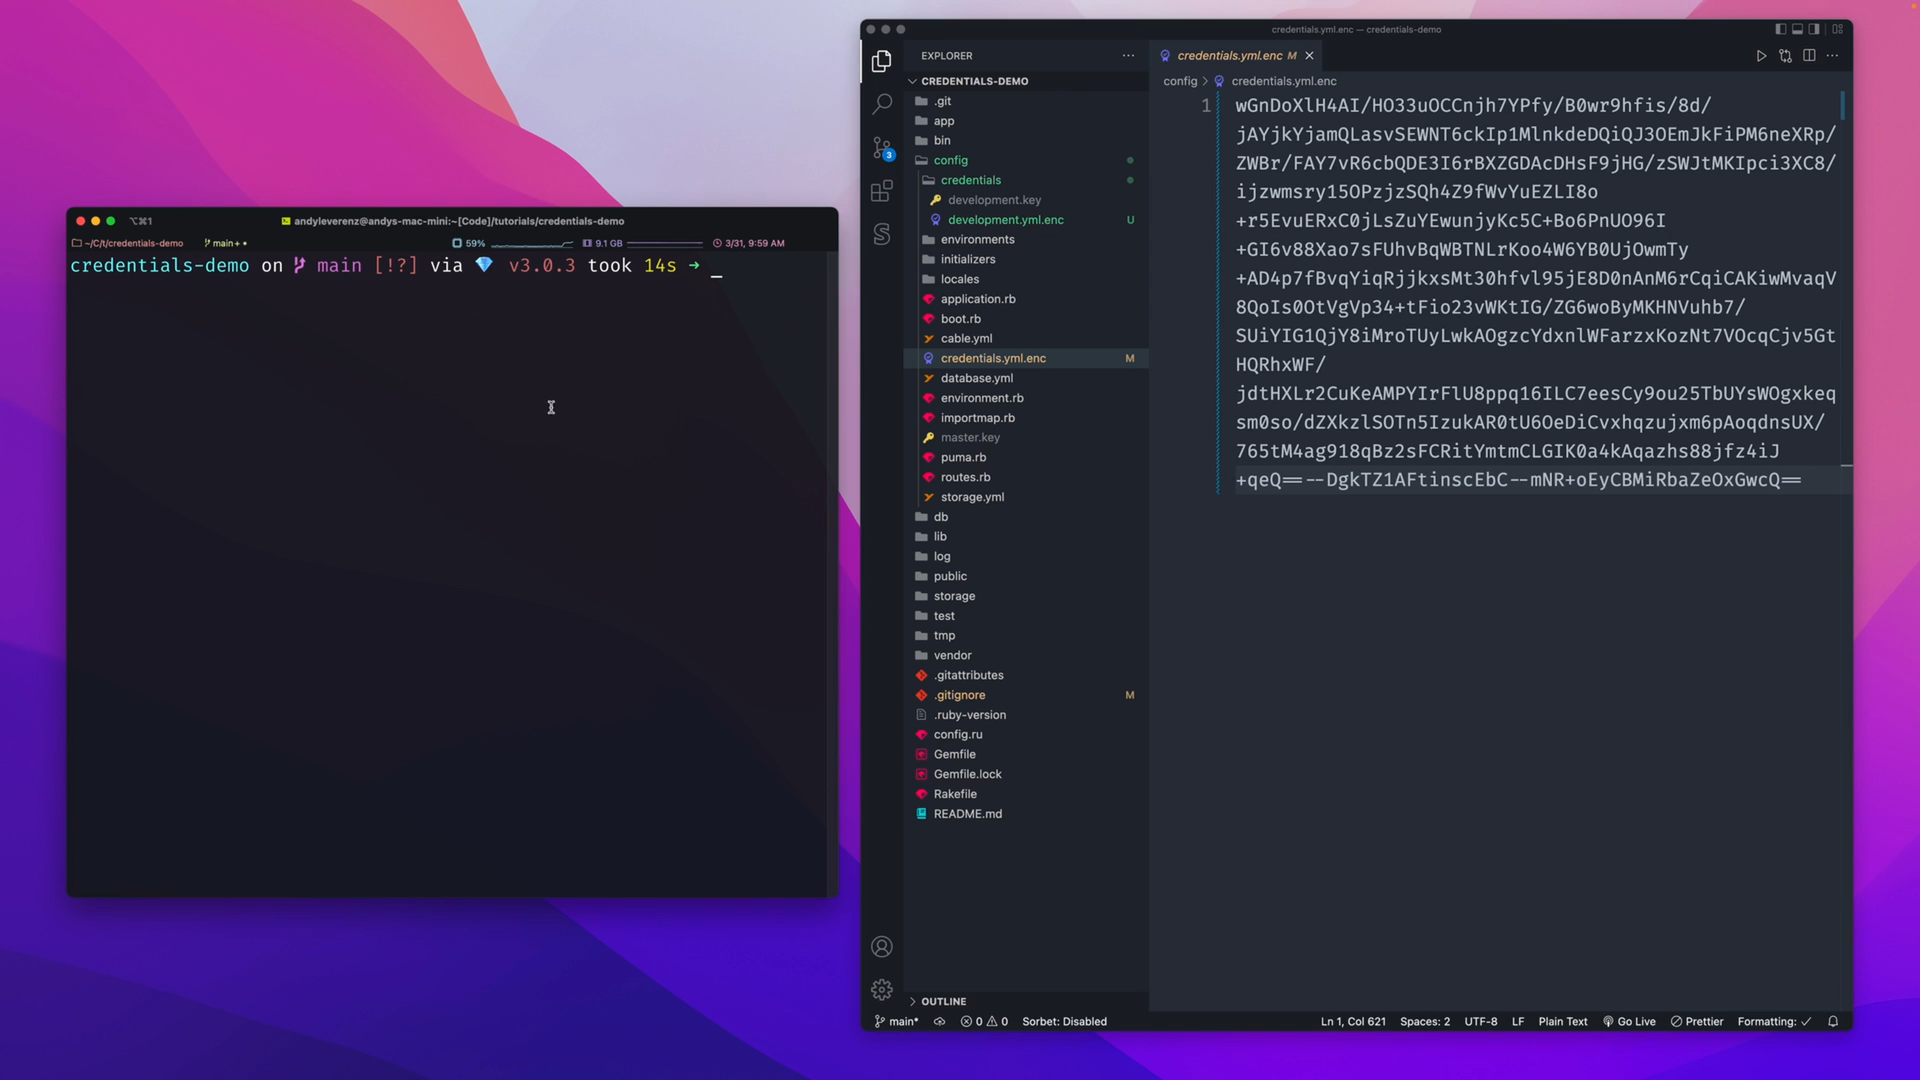 ⌥⌘1
andyleverenz@andys-mac-mini:~[Code]/tutorials/credentials-demo
~/C/t/credentials-demo
main + •
59%
9.1 GB
3/31, 9:59 AM
credentials-demo on main [!?] via v3.0.3 took 14s → _
credentials.yml.enc — credentials-demo
EXPLORER
CREDENTIALS-DEMO
.git
app
bin
config
credentials
development.key
development.yml.enc U
environments
initializers
locales
application.rb
boot.rb
cable.yml
credentials.yml.enc M
database.yml
environment.rb
importmap.rb
master.key
puma.rb
routes.rb
storage.yml
db
lib
log
public
storage
test
tmp
vendor
.gitattributes
.gitignore M
.ruby-version
config.ru
Gemfile
Gemfile.lock
Rakefile
README.md
OUTLINE
3
credentials.yml.enc M
config > credentials.yml.enc
1
wGnDoXlH4AI/HO33uOCCnjh7YPfy/B0wr9hfis/8d/
jAYjkYjamQLasvSEWNT6ckIp1MlnkdeDQiQJ3OEmJkFiPM6neXRp/
ZWBr/FAY7vR6cbQDE3I6rBXZGDAcDHsF9jHG/zSWJtMKIpci3XC8/
ijzwmsry15OPzjzSQh4Z9fWvYuEZLI8o
+r5EvuERxC0jLsZuYEwunjyKc5C+Bo6PnUO96I
+GI6v88Xao7sFUhvBqWBTNLrKoo4W6YB0UjOwmTy
+AD4p7fBvqYiqRjjkxsMt30hfvl95jE8D0nAnM6rCqiCAKiwMvaqV
8QoIs0OtVgVp34+tFio23vWKtIG/ZG6woByMKHNVuhb7/
SUiYIG1QjY8iMroTUyLwkAOgzcYdxnlWFarzxKozNt7VOcqCjv5Gt
HQRhxWF/
jdtHXLr2CuKeAMPYIrFlU8ppq16ILC7eesCy9ou25TbUYsWOgxkeq
sm0so/dZXkzlSOTn5IzukAR0tU6OeDiCvxhqzujxm6pAoqdnsUX/
765tM4ag918qBz2sFCRitYmtmCLGIK0a4kAqazhs88jfz4iJ
+qeQ==--DgkTZ1AFtinscEbC--mNR+oEyCBMiRbaZeOxGwcQ==
main*
0
0
Sorbet: Disabled
Ln 1, Col 621
Spaces: 2
UTF-8
LF
Plain Text
Go Live
Prettier
Formatting: ✓